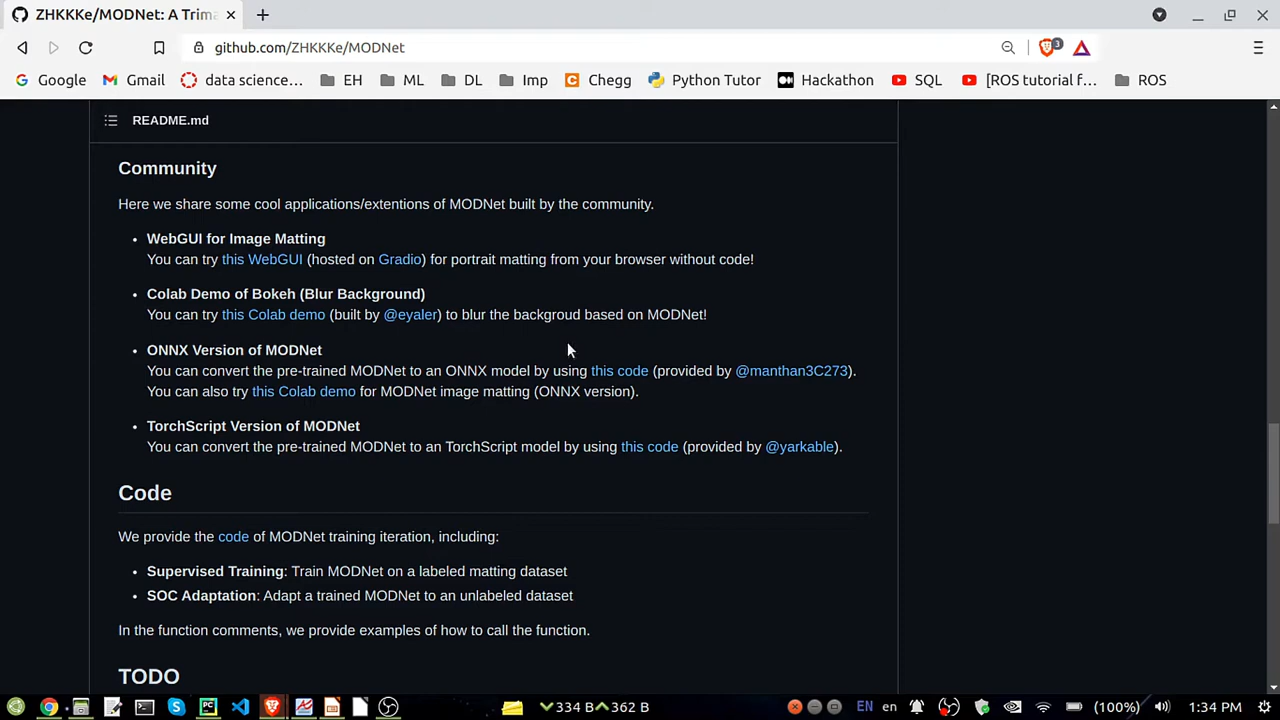 ZHKKKe/MODNet: A Trima
github.com/ZHKKKe/MODNet
3
Google Gmail data science… EH ML DL Imp Chegg Python Tutor Hackathon SQL [ROS tutorial f… ROS
README.md
Community
Here we share some cool applications/extentions of MODNet built by the community.
• WebGUI for Image Matting
You can try this WebGUI (hosted on Gradio) for portrait matting from your browser without code!
• Colab Demo of Bokeh (Blur Background)
You can try this Colab demo (built by @eyaler) to blur the backgroud based on MODNet!
• ONNX Version of MODNet
You can convert the pre-trained MODNet to an ONNX model by using this code (provided by @manthan3C273).
You can also try this Colab demo for MODNet image matting (ONNX version).
• TorchScript Version of MODNet
You can convert the pre-trained MODNet to an TorchScript model by using this code (provided by @yarkable).
Code
We provide the code of MODNet training iteration, including:
• Supervised Training: Train MODNet on a labeled matting dataset
• SOC Adaptation: Adapt a trained MODNet to an unlabeled dataset
In the function comments, we provide examples of how to call the function.
TODO
334 B 362 B EN en (100%) 1:34 PM